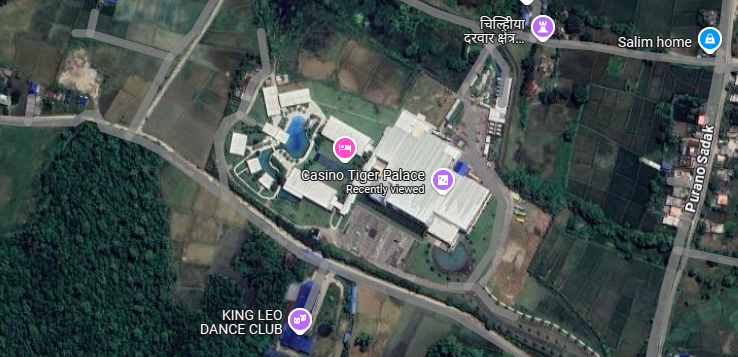 चिल्हिया
दरवार क्षेत्र...
Salim home
Casino Tiger Palace
Recently viewed
Purano Sadak
KING LEO
DANCE CLUB